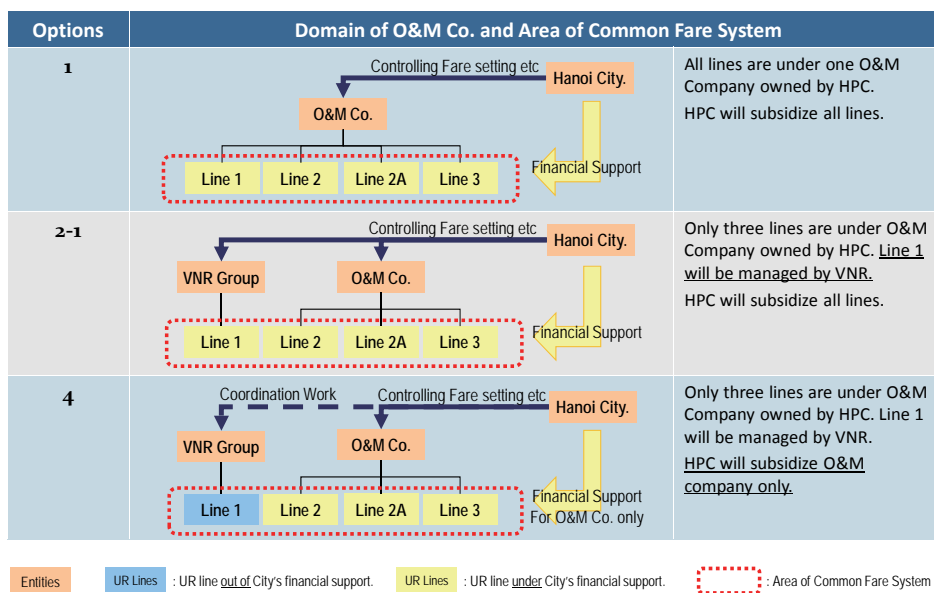 Options
Domain of O&M Co. and Area of Common Fare System
1
Controlling Fare setting etc
Hanoi City.
O&M Co.
Line 1
Line 2
Line 2A
Line 3
Financial Support
All lines are under one O&M
Company owned by HPC.
HPC will subsidize all lines.
2-1
Controlling Fare setting etc
Hanoi City.
VNR Group
O&M Co.
Line 1
Line 2
Line 2A
Line 3
Financial Support
Only three lines are under O&M
Company owned by HPC. Line 1
will be managed by VNR.
HPC will subsidize all lines.
4
Coordination Work
Controlling Fare setting etc
Hanoi City.
VNR Group
O&M Co.
Line 1
Line 2
Line 2A
Line 3
Financial Support
For O&M Co. only
Only three lines are under O&M
Company owned by HPC. Line 1
will be managed by VNR.
HPC will subsidize O&M
company only.
Entities
UR Lines : UR line out of City's financial support.
UR Lines : UR line under City's financial support.
: Area of Common Fare System